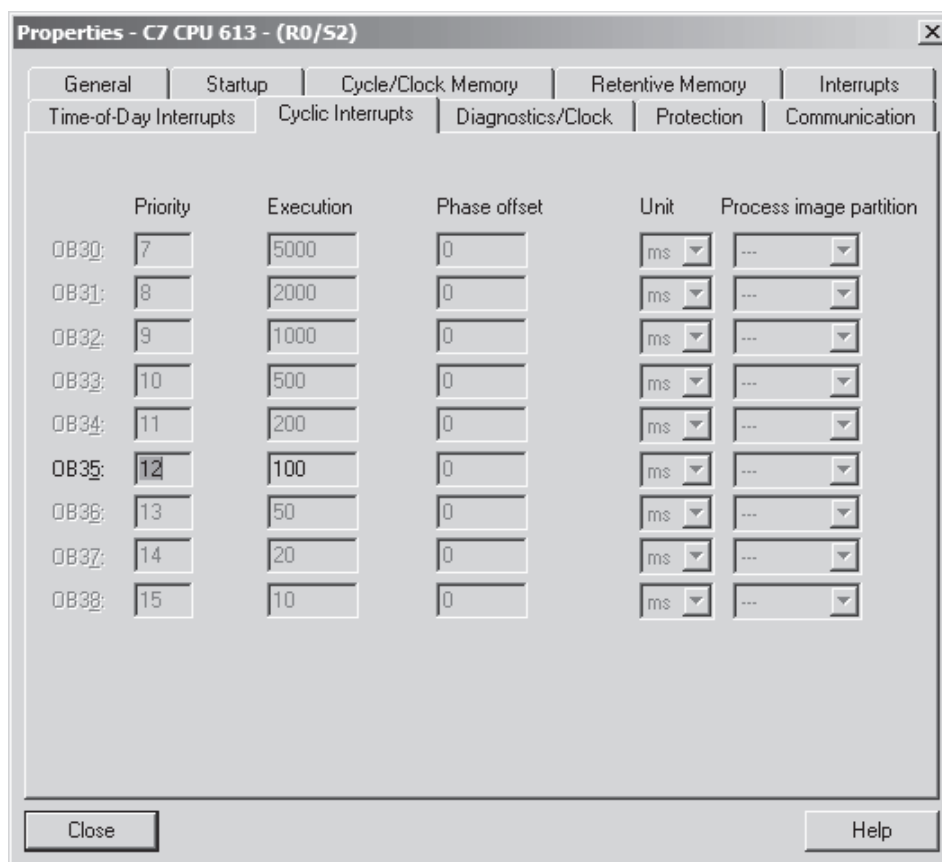 Properties - C7 CPU 613 - (R0/S2)
General Startup Cycle/Clock Memory Retentive Memory Interrupts
Time-of-Day Interrupts Cyclic Interrupts Diagnostics/Clock Protection Communication
Priority Execution Phase offset Unit Process image partition
OB30: 7 5000 0 ms ---
OB31: 8 2000 0 ms ---
OB32: 9 1000 0 ms ---
OB33: 10 500 0 ms ---
OB34: 11 200 0 ms ---
OB35: 12 100 0 ms ---
OB36: 13 50 0 ms ---
OB37: 14 20 0 ms ---
OB38: 15 10 0 ms ---
Close Help